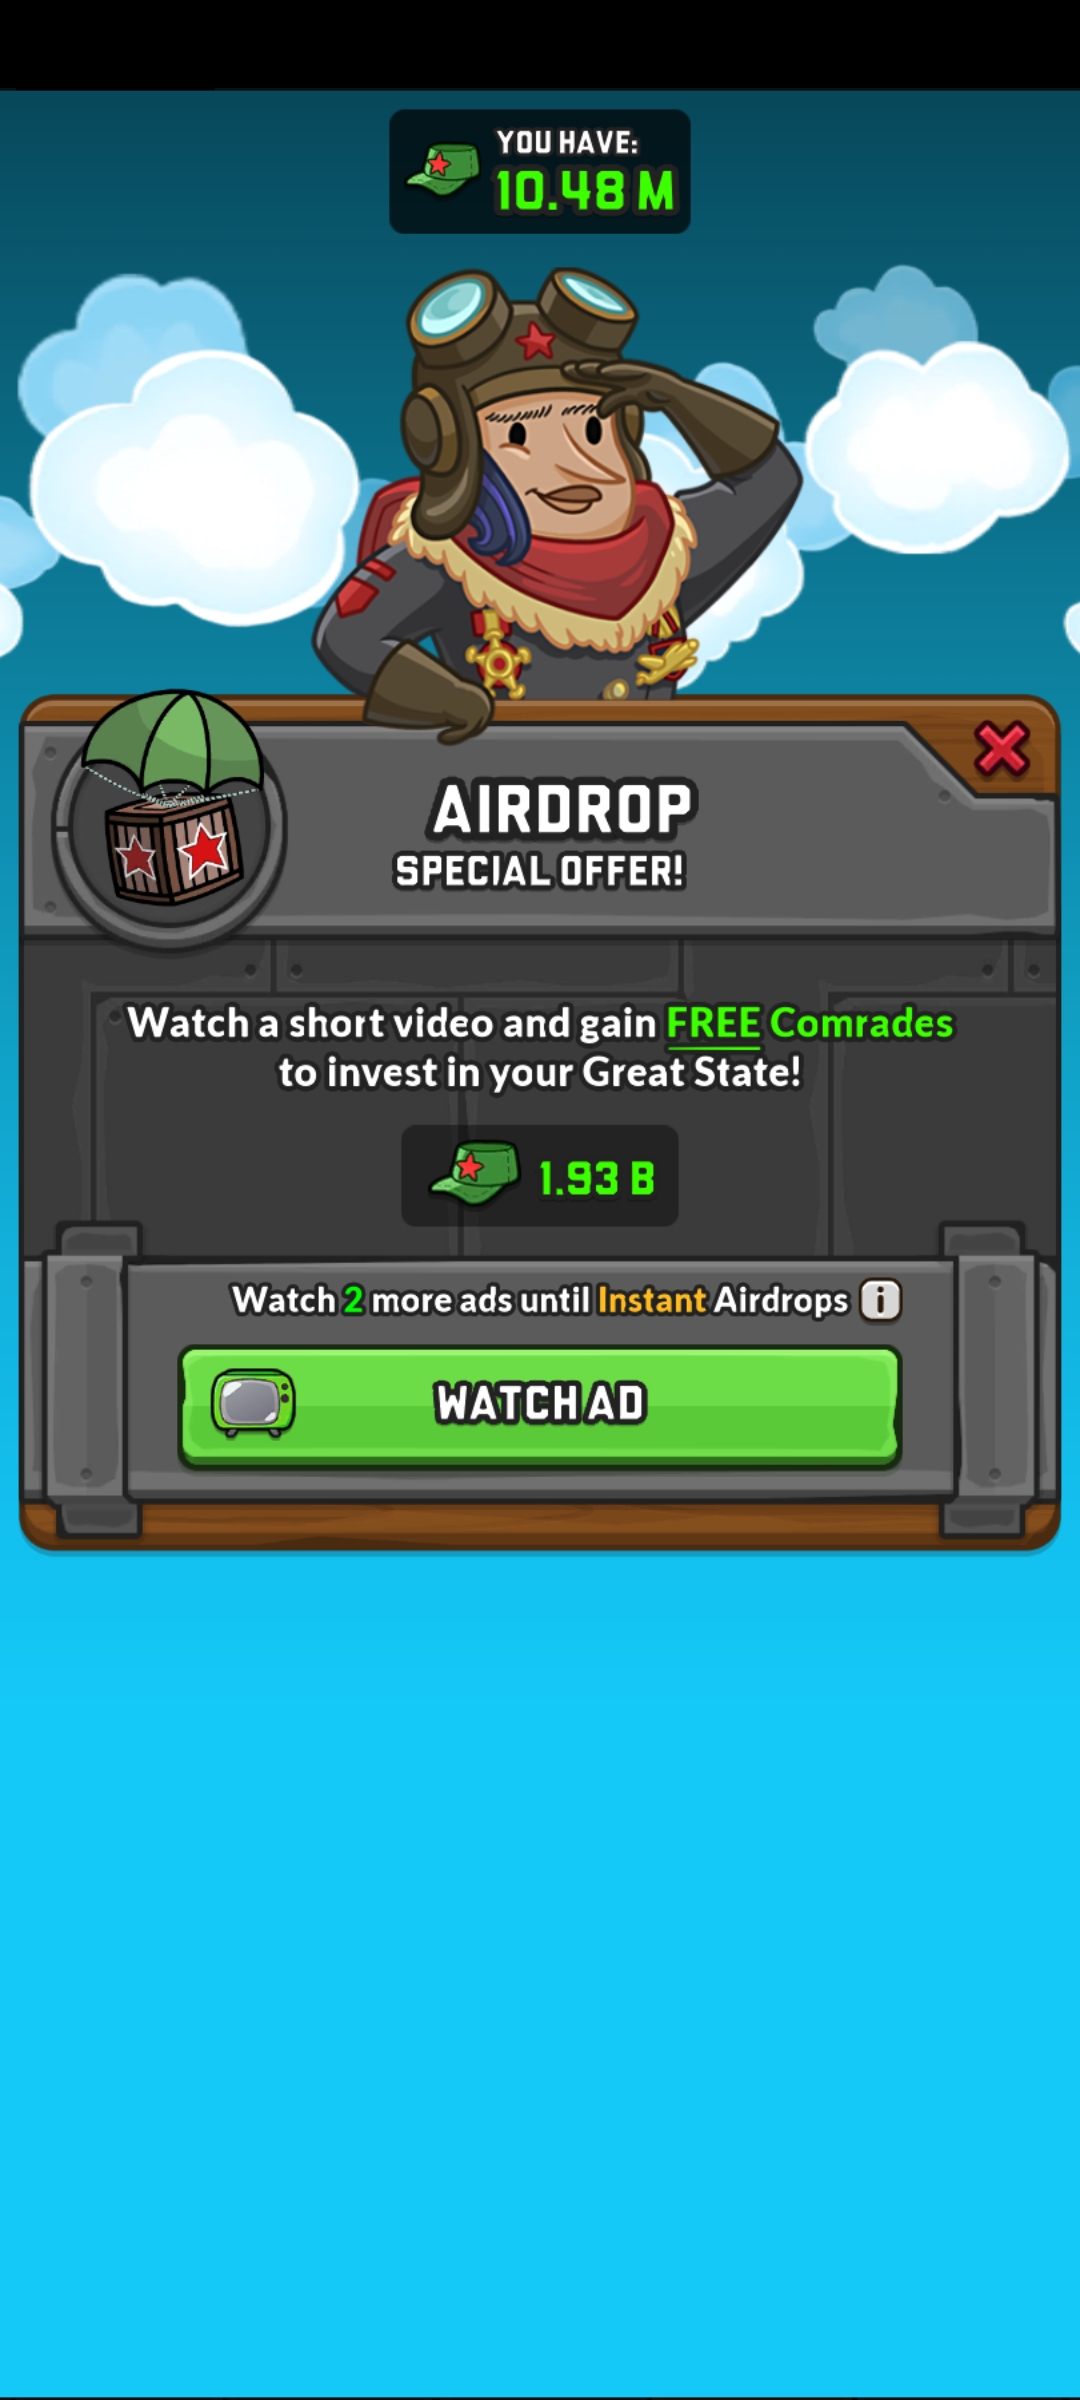 YOU HAVE:
10.48 M
AIRDROP
SPECIAL OFFER!
Watch a short video and gain FREE Comrades
to invest in your Great State!
1.93 B
Watch 2 more ads until Instant Airdrops i
WATCH AD